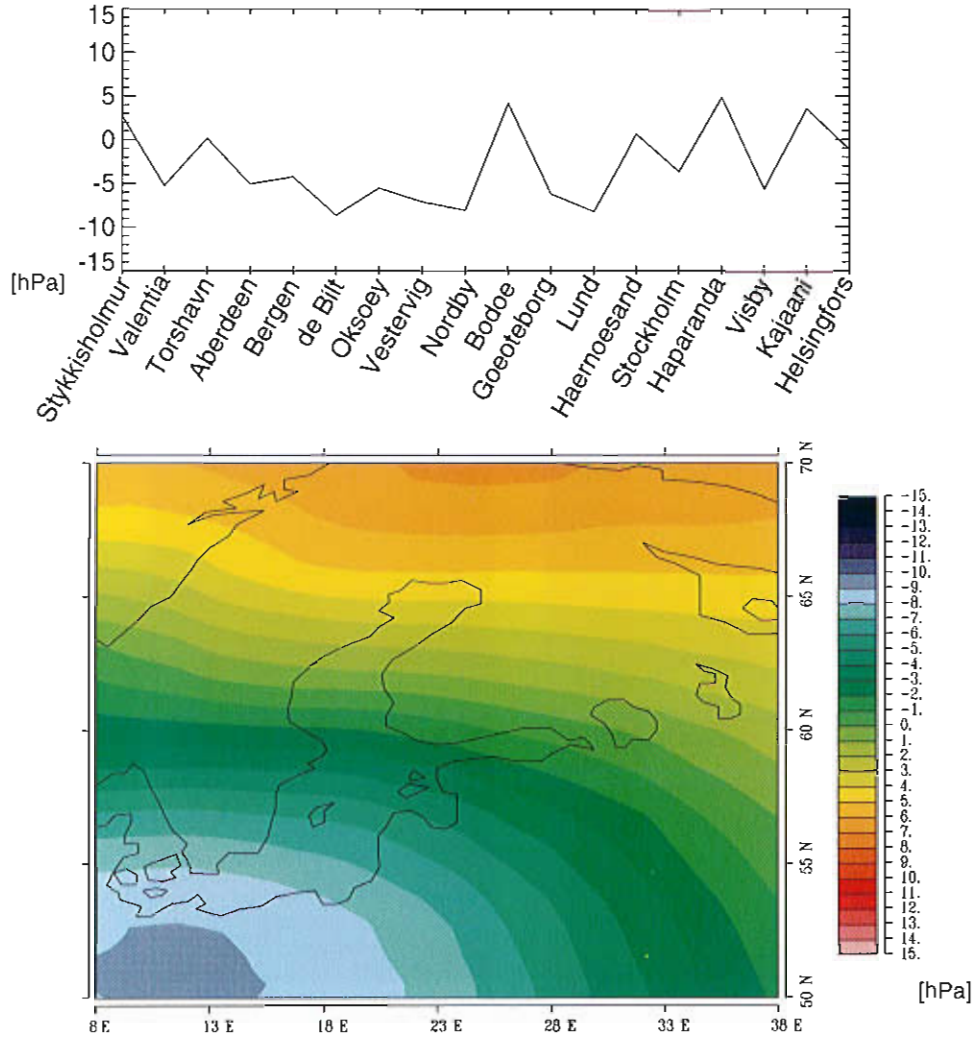 15
10
5
0
-5
-10
-15
[hPa]
Stykkisholmur
Valentia
Torshavn
Aberdeen
Bergen
de Bilt
Oksoey
Vestervig
Nordby
Bodoe
Goeoteborg
Lund
Haernoesand
Stockholm
Haparanda
Visby
Kajaani
Helsingfors
70 N
65 N
60 N
55 N
50 N
8 E
13 E
18 E
23 E
28 E
33 E
38 E
-15.
-14.
-13.
-12.
-11.
-10.
-9.
-8.
-7.
-6.
-5.
-4.
-3.
-2.
-1.
0.
1.
2.
3.
4.
5.
6.
7.
8.
9.
10.
11.
12.
13.
14.
15.
[hPa]